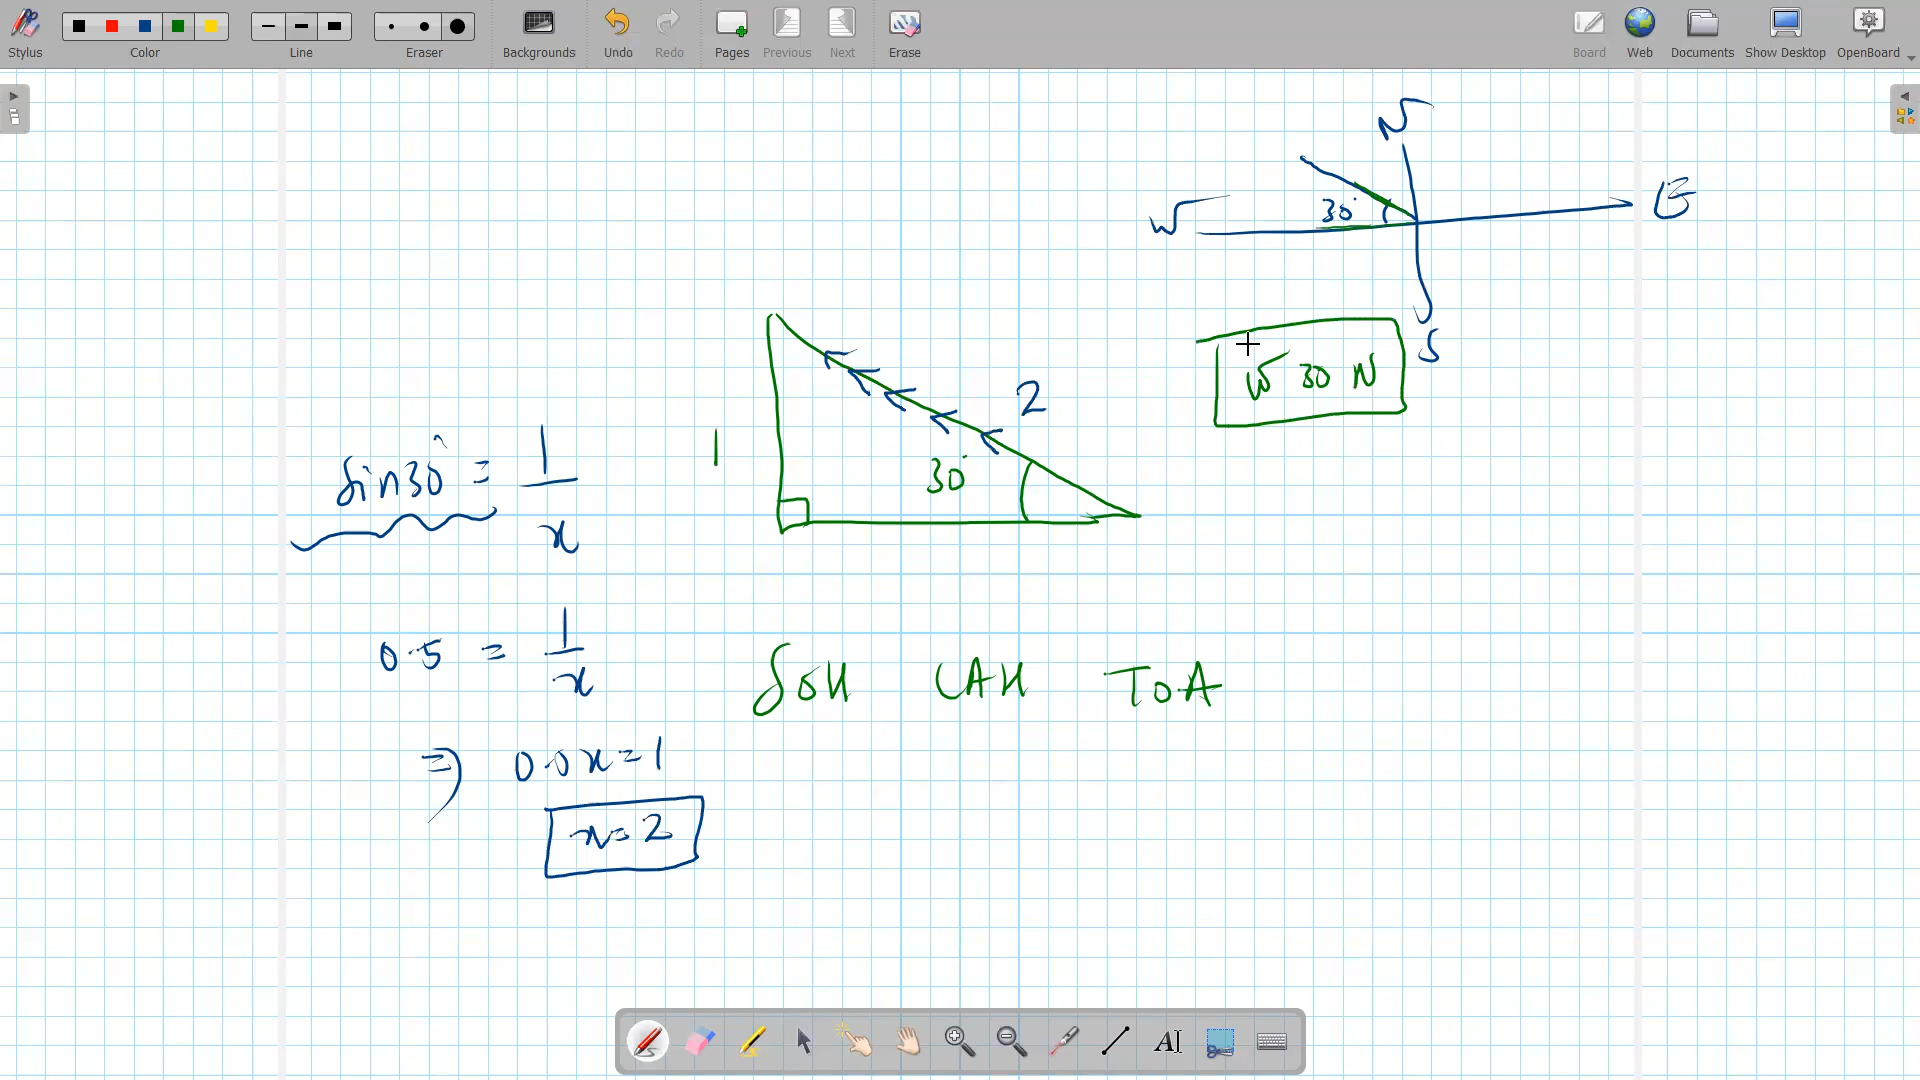 Stylus Color Line Eraser Backgrounds Undo Redo Pages Previous Next Erase Board Web Documents Show Desktop OpenBoard
N
W 30° E
S
W 30 N
2
1
30°
sin30° = 1/x
0.5 = 1/x
SOH CAH TOA
⇒ 0.0x=1
x=2